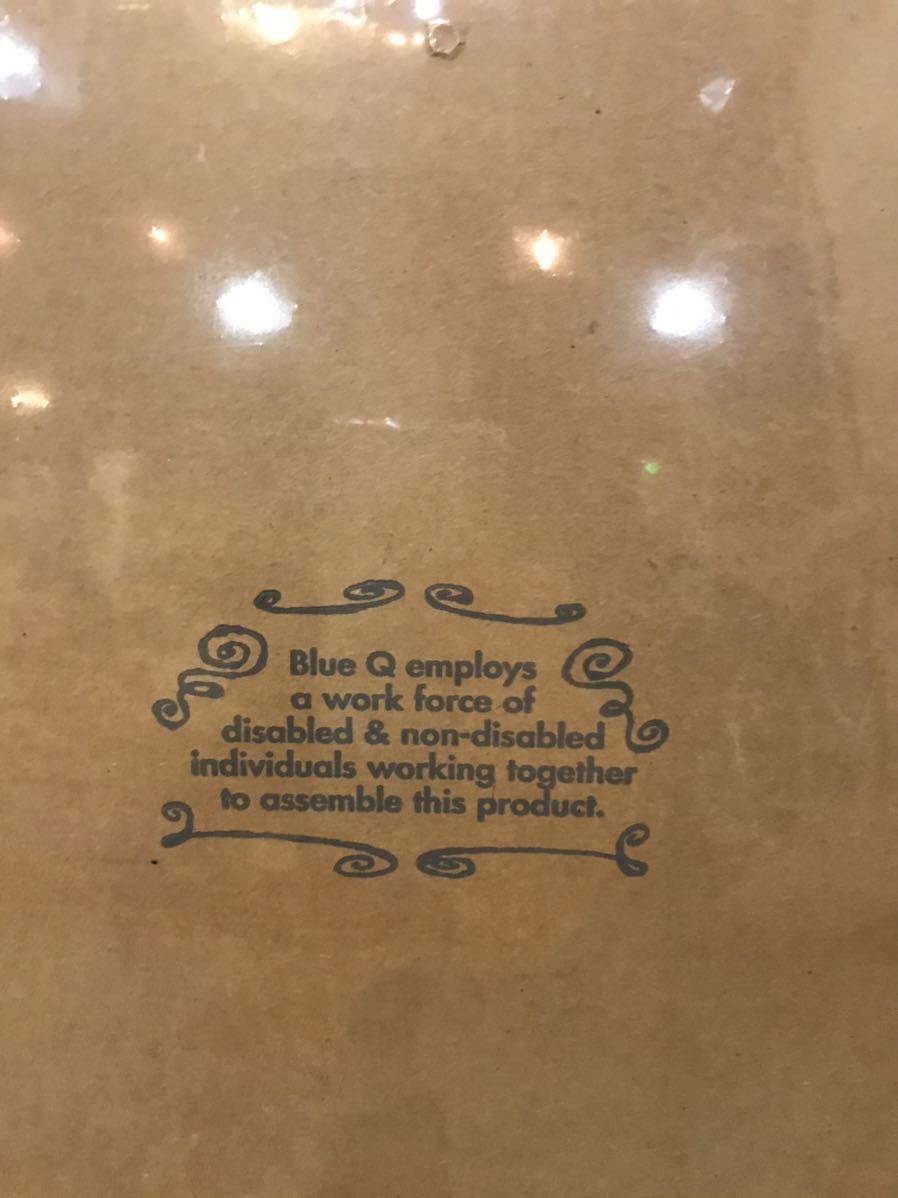 Blue Q employs
a work force of
disabled & non-disabled
individuals working together
to assemble this product.